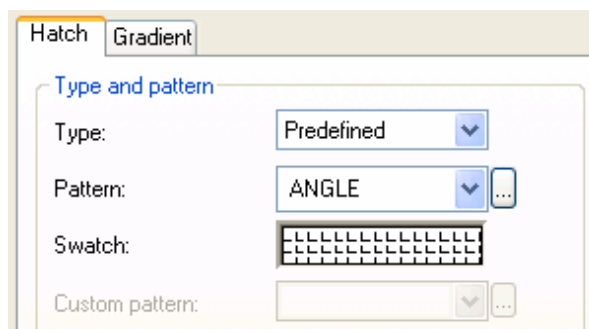 Hatch Gradient
Type and pattern
Type: Predefined
Pattern: ANGLE ...
Swatch:
Custom pattern: ...